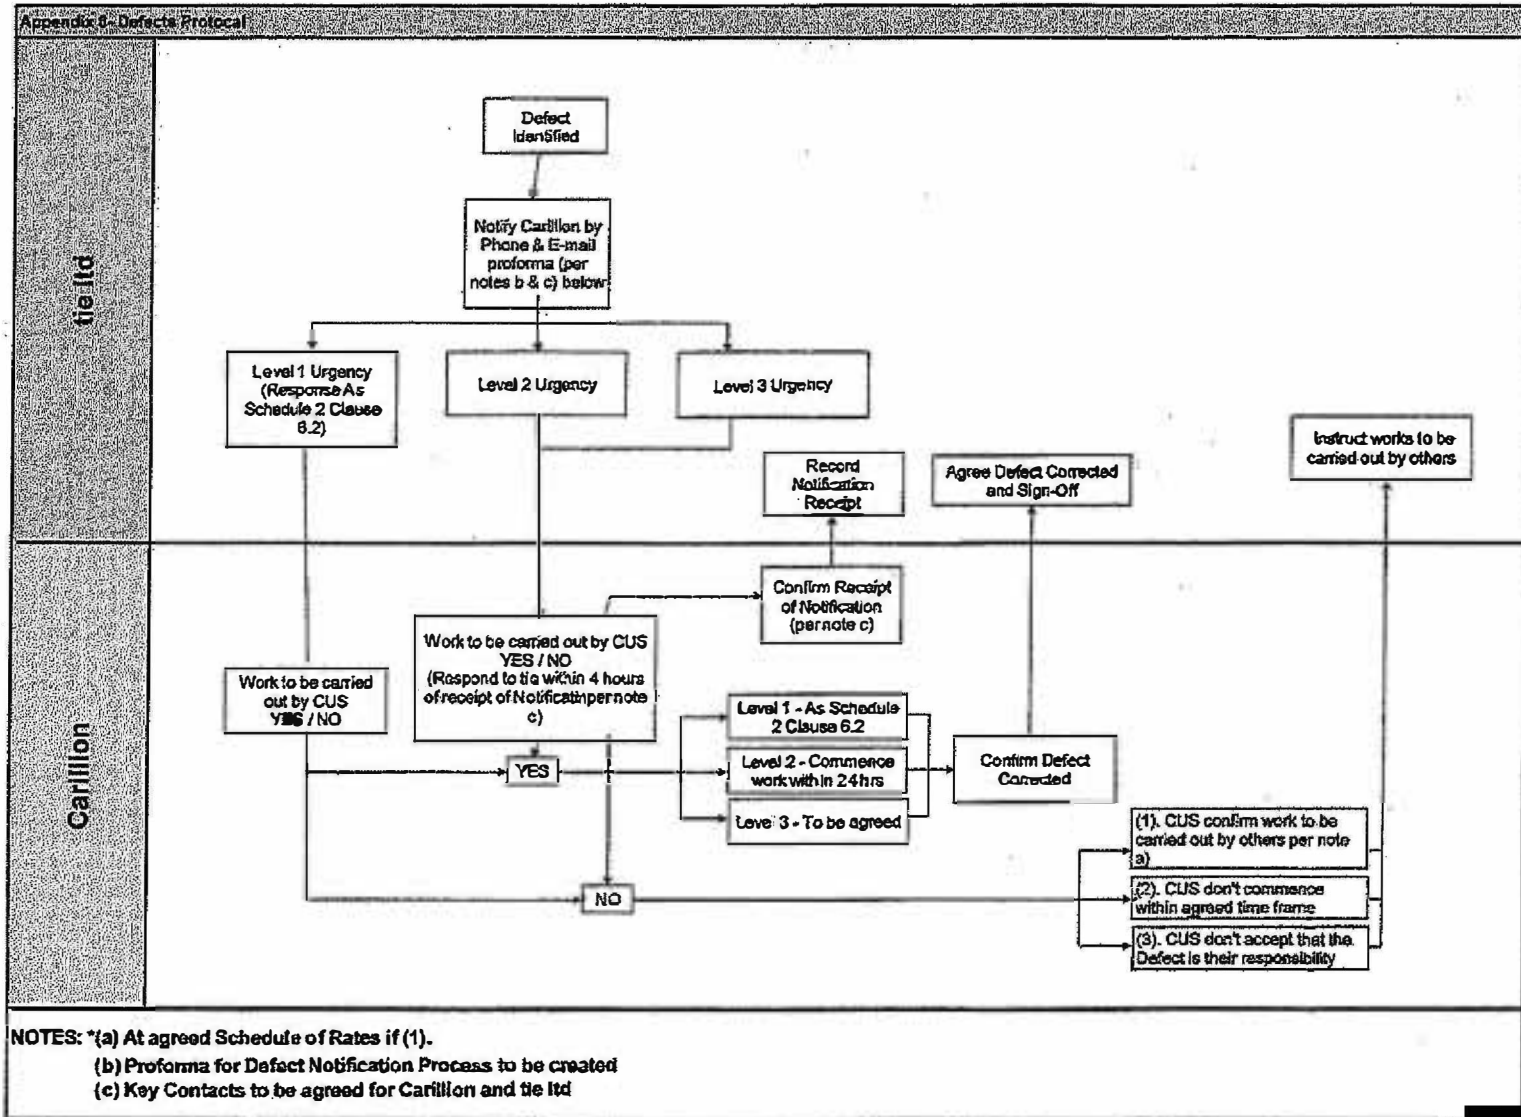 Appendix 8- Defects Protocal
tie ltd
Defect
Identified
Notify Carillion by
Phone & E-mail
proforma (per
notes b & c) below
Level 1 Urgency
(Response As
Schedule 2 Clause
6.2)
Level 2 Urgency
Level 3 Urgency
Record
Notification
Receipt
Agree Defect Corrected
and Sign-Off
Instruct works to be
carried out by others
Carillion
Confirm Receipt
of Notification
(per note c)
Work to be carried
out by CUS
YES / NO
Work to be carried out by CUS
YES / NO
(Respond to tie within 4 hours
of receipt of Notificatinper note
c)
YES
Level 1 - As Schedule
2 Clause 6.2
Level 2 - Commence
work within 24hrs
Level 3 - To be agreed
Confirm Defect
Corrected
NO
(1). CUS confirm work to be
carried out by others per note
a)
(2). CUS don't commence
within agreed time frame
(3). CUS don't accept that the
Defect is their responsibility
NOTES: *(a) At agreed Schedule of Rates if (1).
(b) Proforma for Defect Notification Process to be created
(c) Key Contacts to be agreed for Carillion and tie ltd